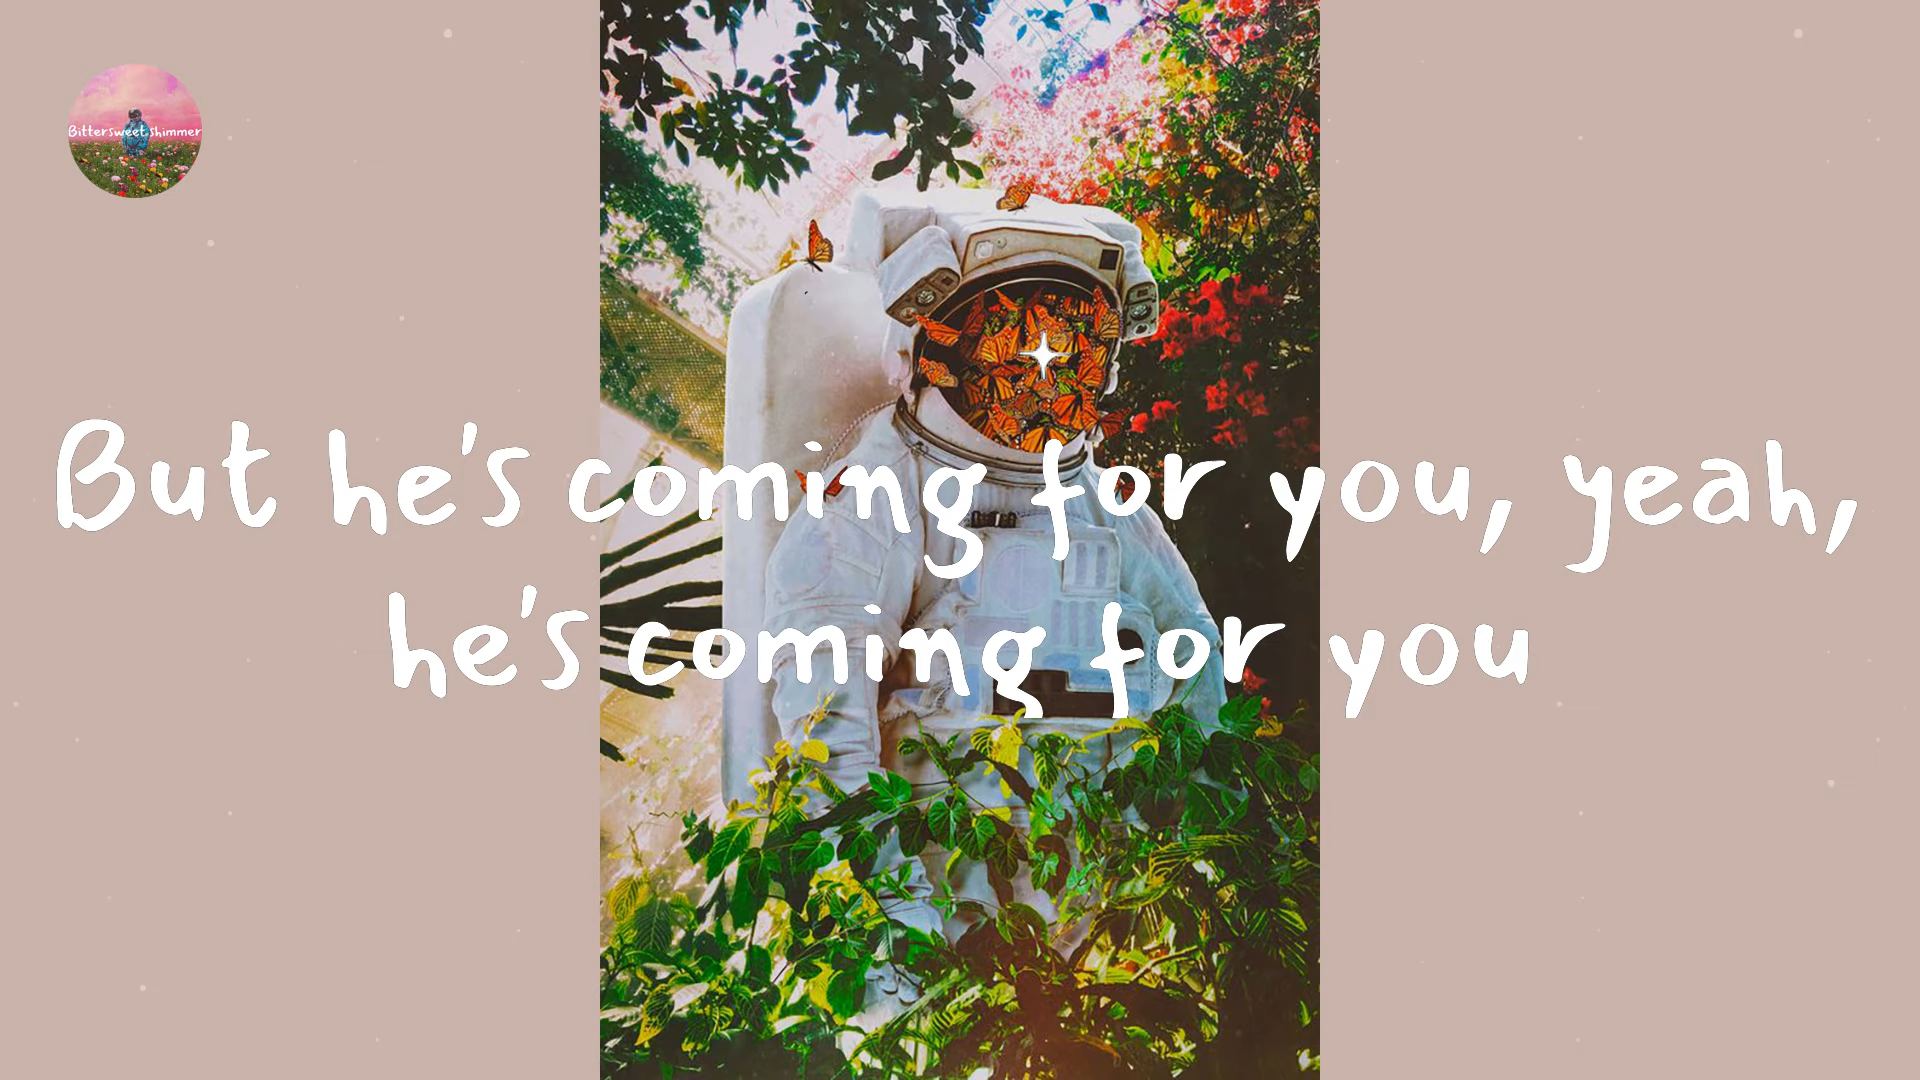 Bittersweet shimmer
But he's coming for you, yeah,
he's coming for you